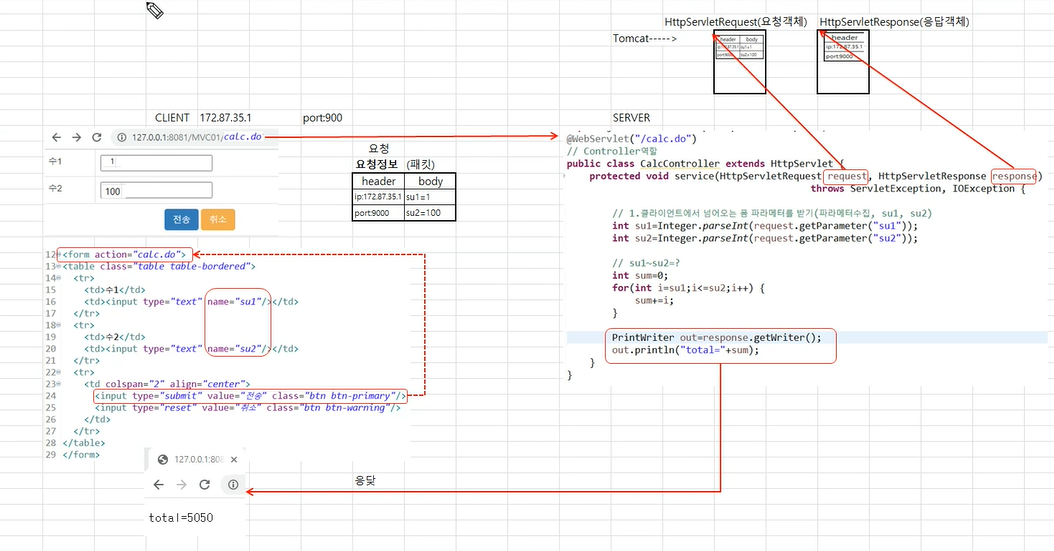 HttpServletRequest(요청객체) HttpServletResponse(응답객체)
Tomcat----->
header body
ip:172.87.35.1 su1=1
port:9000 su2=100
header
ip:172.87.35.1
port:9000
CLIENT 172.87.35.1 port:900
SERVER
127.0.0.1:8081/MVC01/calc.do
수1 1
수2 100
전송 취소
요청
요청정보 (패킷)
header body
ip:172.87.35.1 su1=1
port:9000 su2=100
@WebServlet("/calc.do")
// Controller역할
public class CalcController extends HttpServlet {
protected void service(HttpServletRequest request, HttpServletResponse response)
throws ServletException, IOException {
// 1.클라이언트에서 넘어오는 폼 파라메터를 받기(파라메터수집, su1, su2)
int su1=Integer.parseInt(request.getParameter("su1"));
int su2=Integer.parseInt(request.getParameter("su2"));
// su1~su2=?
int sum=0;
for(int i=su1;i<=su2;i++) {
sum+=i;
}
PrintWriter out=response.getWriter();
out.println("total="+sum);
}
}
12 <form action="calc.do">
13 <table class="table table-bordered">
14 <tr>
15 <td>수1</td>
16 <td><input type="text" name="su1"/></td>
17 </tr>
18 <tr>
19 <td>수2</td>
20 <td><input type="text" name="su2"/></td>
21 </tr>
22 <tr>
23 <td colspan="2" align="center">
24 <input type="submit" value="전송" class="btn btn-primary"/>
25 <input type="reset" value="취소" class="btn btn-warning"/>
26 </td>
27 </tr>
28 </table>
29 </form>
127.0.0.1:808
응닺
total=5050